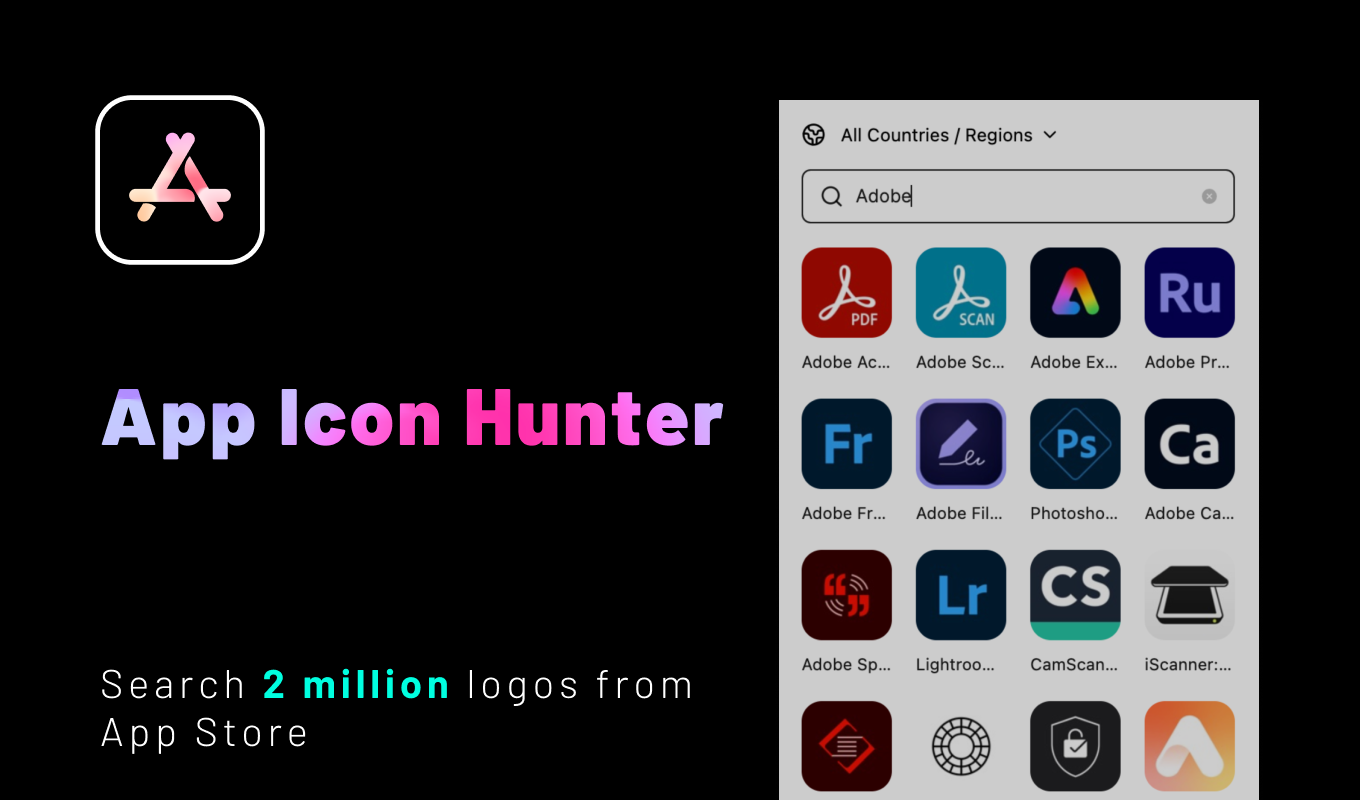 App Icon Hunter
Search 2 million logos from
App Store
All Countries / Regions
Adobe
PDF
SCAN
Ru
Adobe Ac...
Adobe Sc...
Adobe Ex...
Adobe Pr...
Fr
Ps
Ca
Adobe Fr...
Adobe Fil...
Photosho...
Adobe Ca...
Lr
CS
Adobe Sp...
Lightroo...
CamScan...
iScanner:...